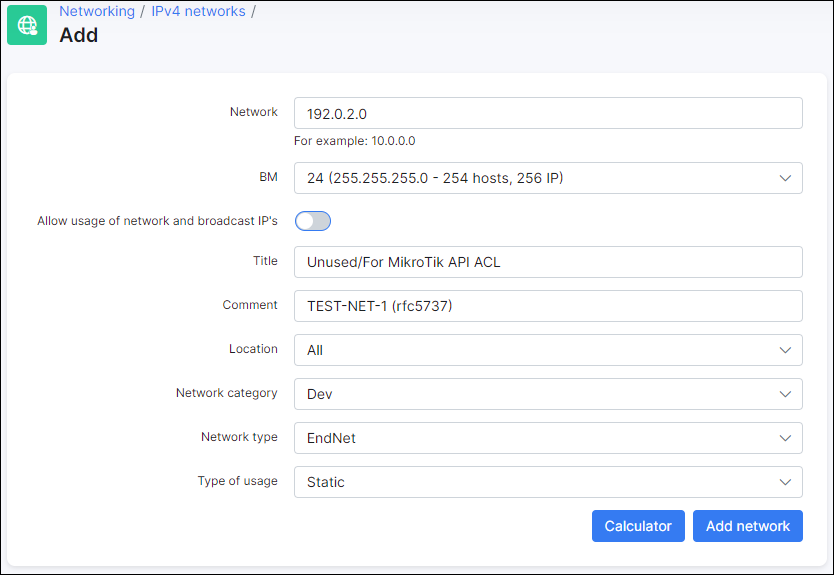 Networking / IPv4 networks /
Add
Network 192.0.2.0
For example: 10.0.0.0
BM 24 (255.255.255.0 - 254 hosts, 256 IP)
Allow usage of network and broadcast IP's
Title Unused/For MikroTik API ACL
Comment TEST-NET-1 (rfc5737)
Location All
Network category Dev
Network type EndNet
Type of usage Static
Calculator Add network